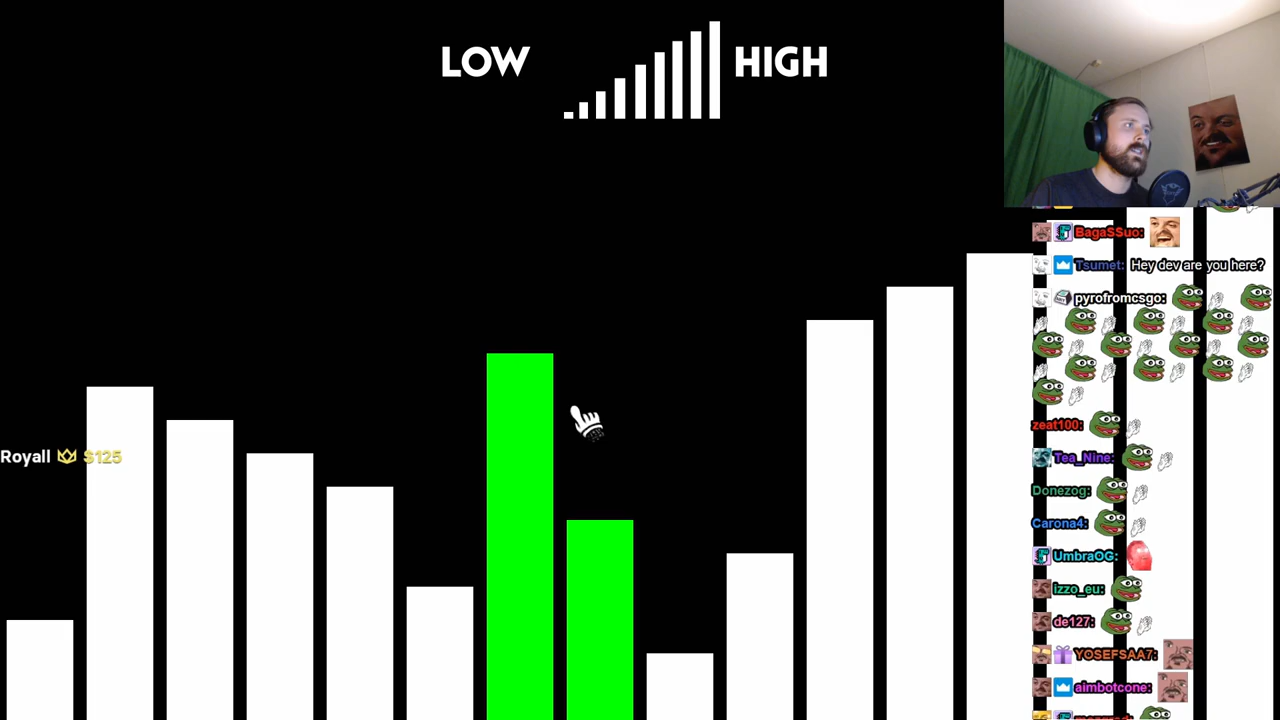 LOW HIGH
BagaSSuo:
Tsumet: Hey dev are you here?
pyrofromcsgo:
zeat100:
Royall $125
Tea_Nine:
Donezog:
Carona4:
UmbraOG:
izzo_eu:
de127:
YOSEFSAA7:
aimbotcone: